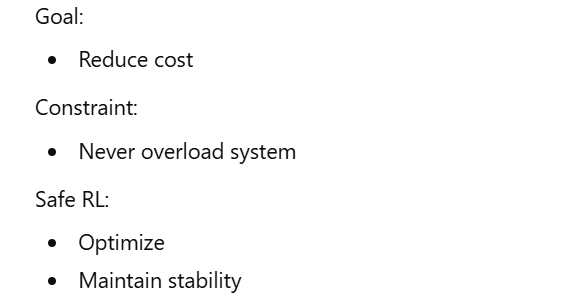 Goal:
• Reduce cost
Constraint:
• Never overload system
Safe RL:
• Optimize
• Maintain stability